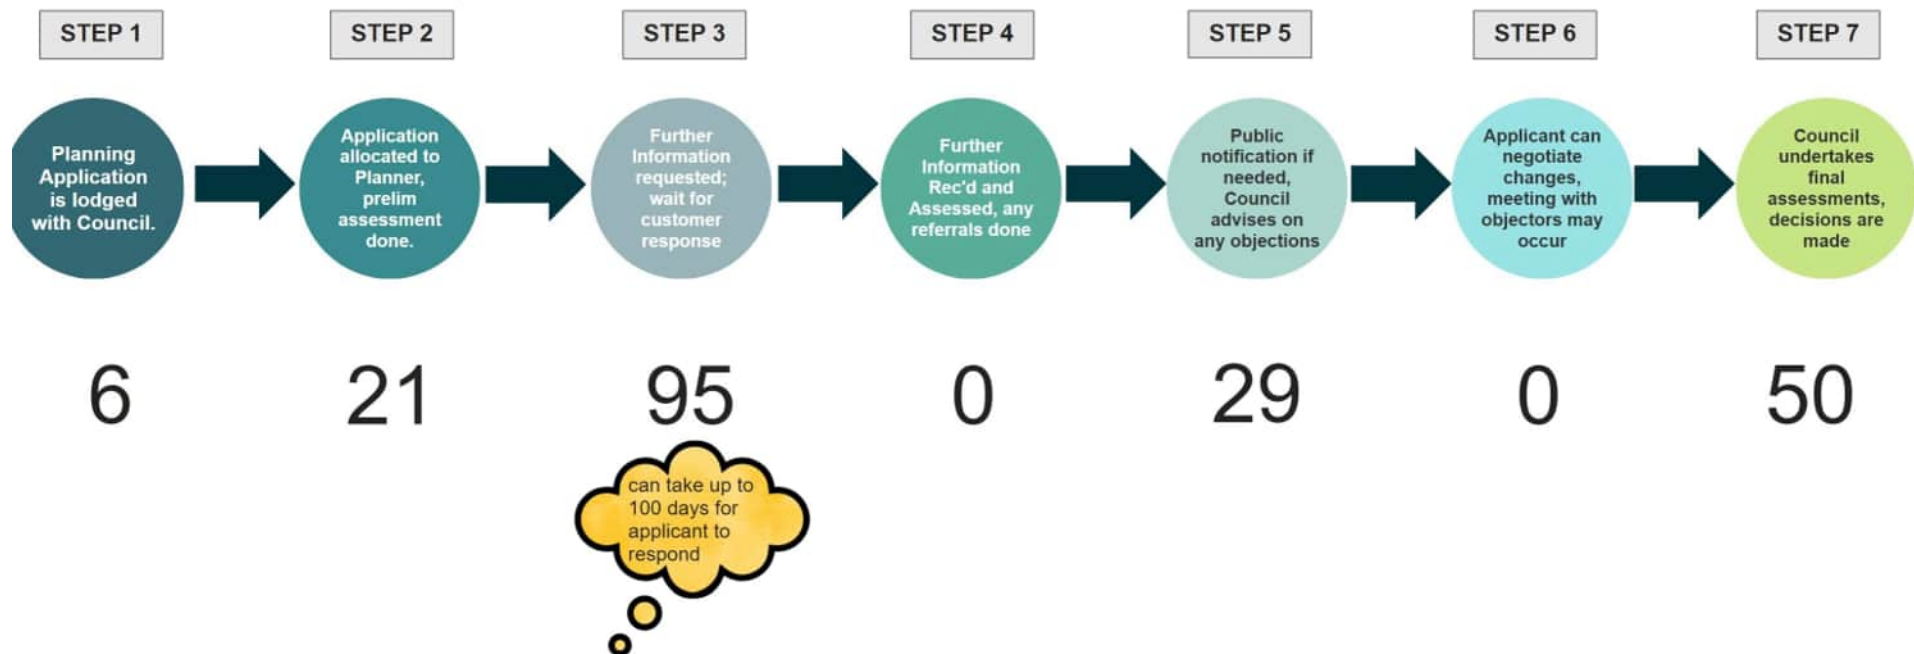 STEP 1
STEP 2
STEP 3
STEP 4
STEP 5
STEP 6
STEP 7
Planning
Application
is lodged
with Council.
Application
allocated to
Planner,
prelim
assessment
done.
Further
Information
requested;
wait for
customer
response
Further
Information
Rec'd and
Assessed, any
referrals done
Public
notification if
needed,
Council
advises on
any objections
Applicant can
negotiate
changes,
meeting with
objectors may
occur
Council
undertakes
final
assessments,
decisions are
made
6
21
95
0
29
0
50
can take up to
100 days for
applicant to
respond